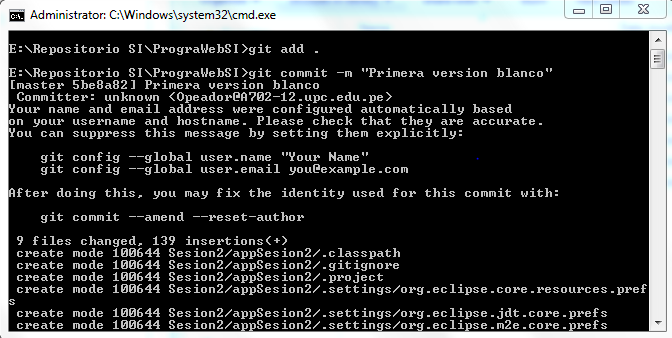 Administrator: C:\Windows\system32\cmd.exe
E:\Repositorio SI\PrograWebSI>git add .
E:\Repositorio SI\PrograWebSI>git commit -m "Primera version blanco"
[master 5be8a82] Primera version blanco
 Committer: unknown <Opeador@A702-12.upc.edu.pe>
Your name and email address were configured automatically based
on your username and hostname. Please check that they are accurate.
You can suppress this message by setting them explicitly:
    git config --global user.name "Your Name"
    git config --global user.email you@example.com
After doing this, you may fix the identity used for this commit with:
    git commit --amend --reset-author
 9 files changed, 139 insertions(+)
 create mode 100644 Sesion2/appSesion2/.classpath
 create mode 100644 Sesion2/appSesion2/.gitignore
 create mode 100644 Sesion2/appSesion2/.project
 create mode 100644 Sesion2/appSesion2/.settings/org.eclipse.core.resources.pref
s
 create mode 100644 Sesion2/appSesion2/.settings/org.eclipse.jdt.core.prefs
 create mode 100644 Sesion2/appSesion2/.settings/org.eclipse.m2e.core.prefs